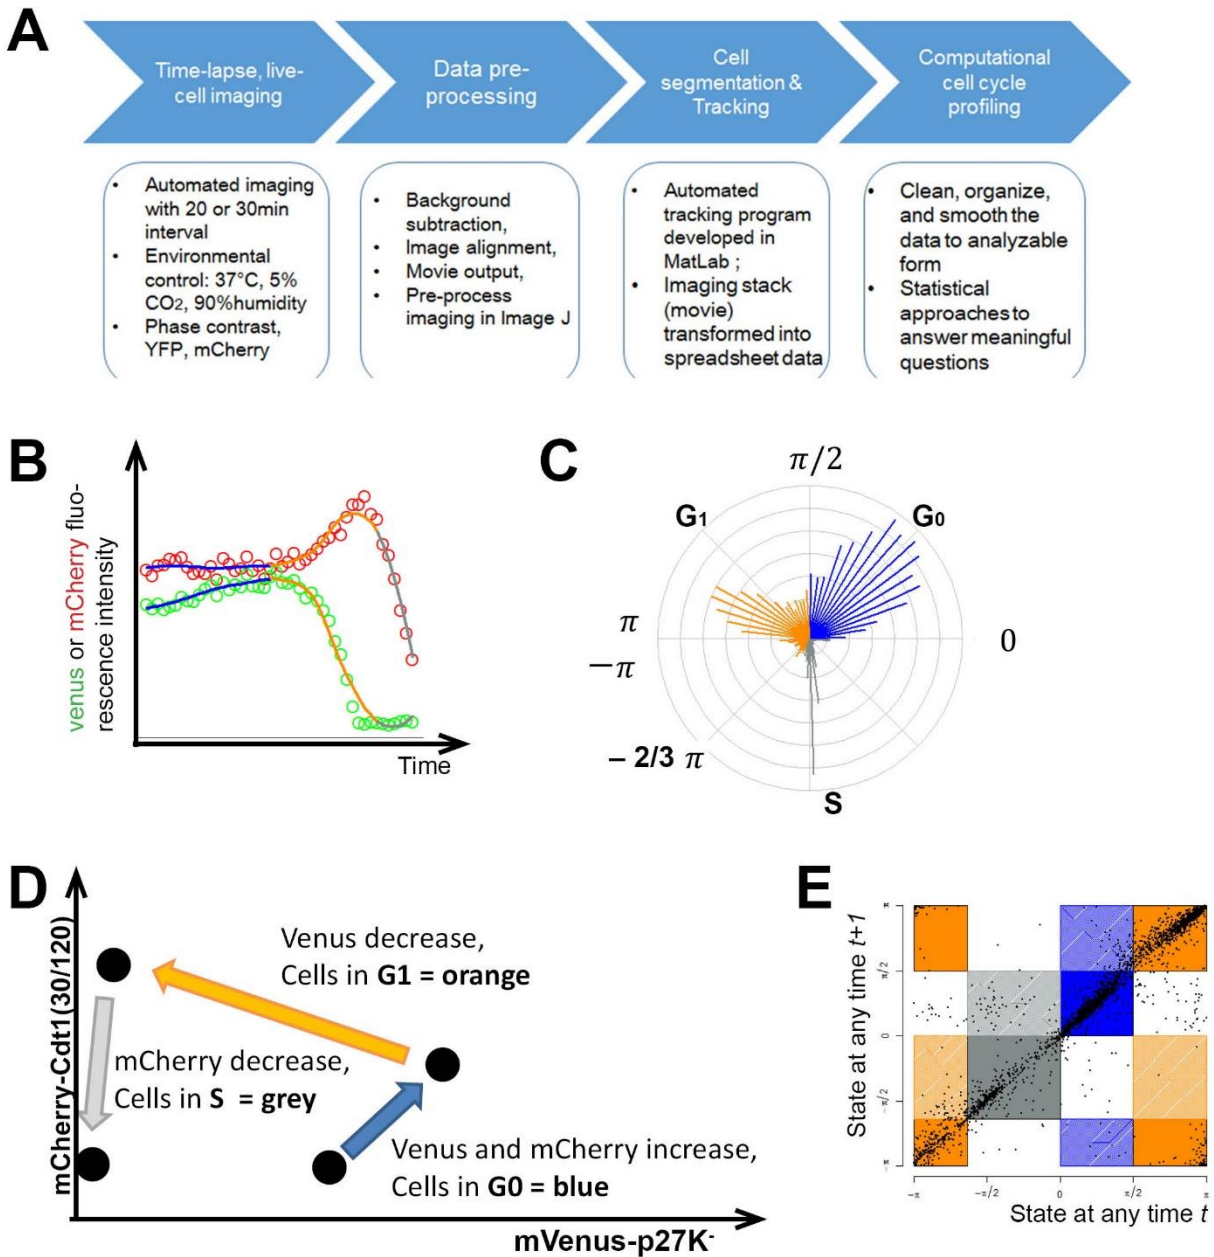 A
Time-lapse, live-
cell imaging
Data pre-
processing
Cell
segmentation &
Tracking
Computational
cell cycle
profiling
• Automated imaging
with 20 or 30min
interval
• Environmental
control: 37°C, 5%
CO2, 90%humidity
• Phase contrast,
YFP, mCherry
• Background
subtraction,
• Image alignment,
• Movie output,
• Pre-process
imaging in Image J
• Automated
tracking program
developed in
MatLab ;
• Imaging stack
(movie)
transformed into
spreadsheet data
• Clean, organize,
and smooth the
data to analyzable
form
• Statistical
approaches to
answer meaningful
questions
B
venus or mCherry fluo-
rescence intensity
Time
C
π/2
G1
G0
π
−π
0
– 2/3 π
S
D
mCherry-Cdt1(30/120)
Venus decrease,
Cells in G1 = orange
mCherry decrease,
Cells in S = grey
Venus and mCherry increase,
Cells in G0 = blue
mVenus-p27K-
E
State at any time t+1
π
π/2
0
−π/2
−π
−π
−π/2
0
π/2
π
State at any time t